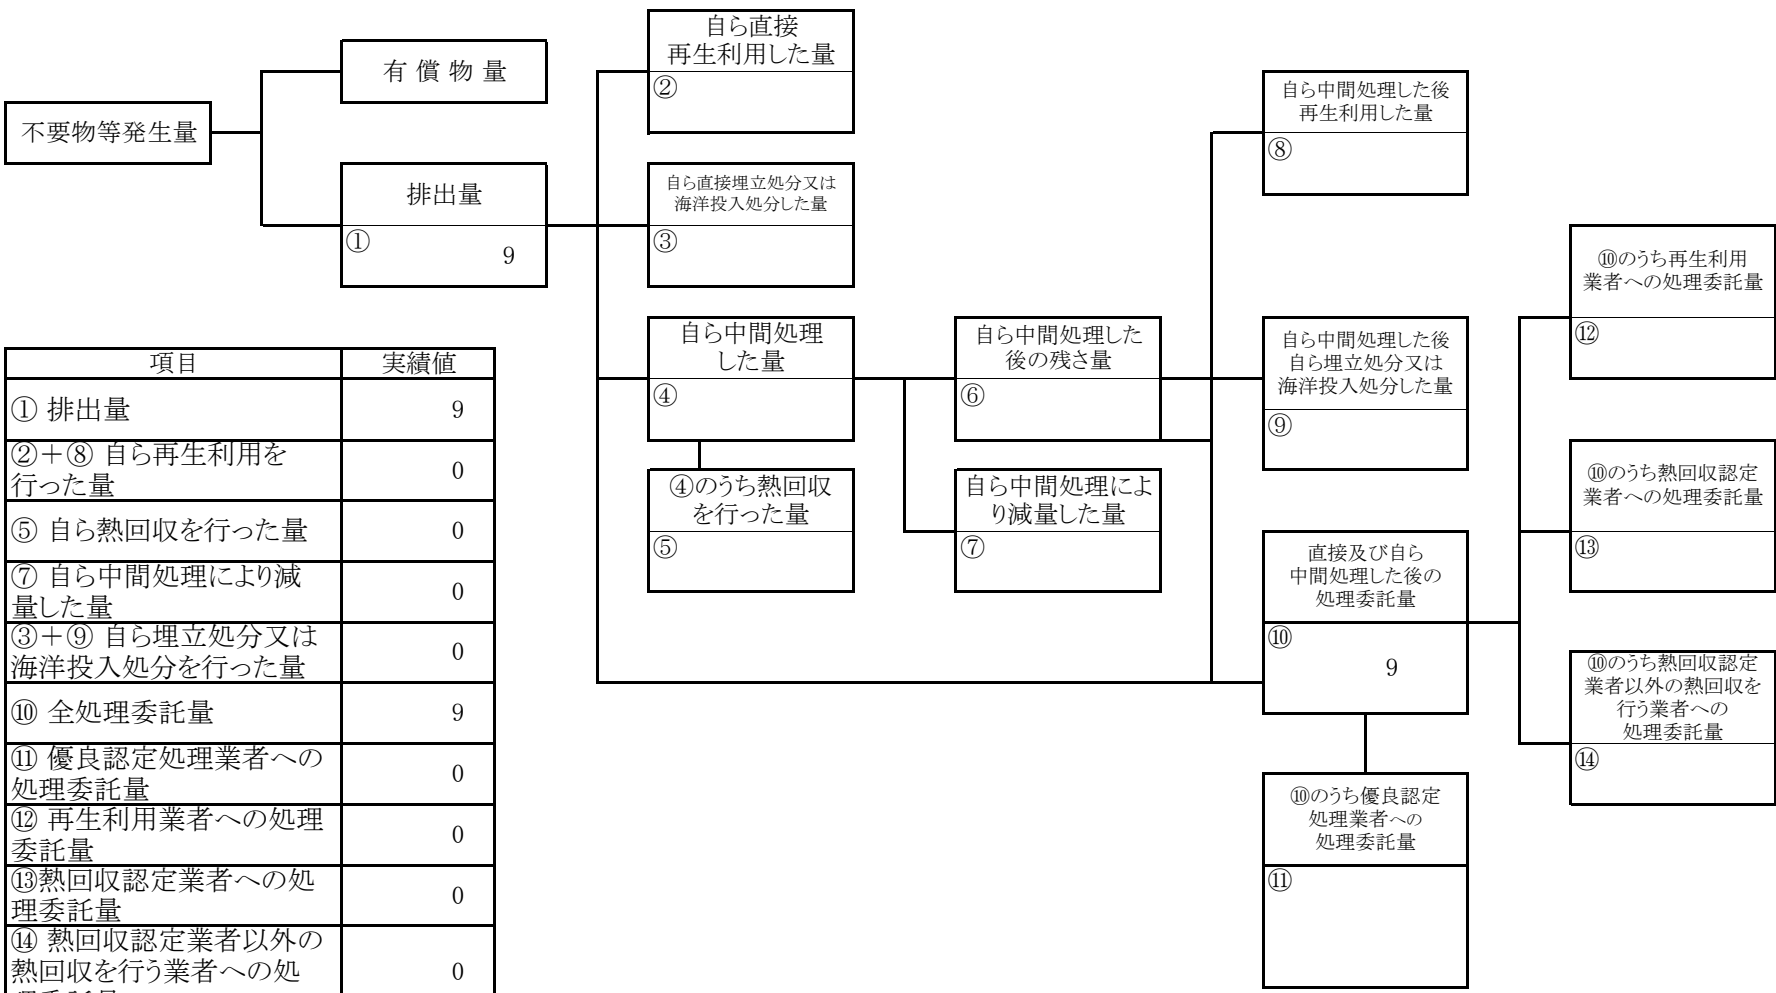 不要物等発生量
有 償 物 量
排出量
①
9
自ら直接
再生利用した量
②
自ら直接埋立処分又は
海洋投入処分した量
③
自ら中間処理
した量
④
④のうち熱回収
を行った量
⑤
自ら中間処理した
後の残さ量
⑥
自ら中間処理によ
り減量した量
⑦
自ら中間処理した後
再生利用した量
⑧
自ら中間処理した後
自ら埋立処分又は
海洋投入処分した量
⑨
直接及び自ら
中間処理した後の
処理委託量
⑩
9
⑩のうち優良認定
処理業者への
処理委託量
⑪
⑩のうち再生利用
業者への処理委託量
⑫
⑩のうち熱回収認定
業者への処理委託量
⑬
⑩のうち熱回収認定
業者以外の熱回収を
行う業者への
処理委託量
⑭
項目 実績値
① 排出量 9
②＋⑧ 自ら再生利用を
行った量 0
⑤ 自ら熱回収を行った量 0
⑦ 自ら中間処理により減
量した量 0
③＋⑨ 自ら埋立処分又は
海洋投入処分を行った量 0
⑩ 全処理委託量 9
⑪ 優良認定処理業者への
処理委託量 0
⑫ 再生利用業者への処理
委託量 0
⑬熱回収認定業者への処
理委託量 0
⑭ 熱回収認定業者以外の
熱回収を行う業者への処 0